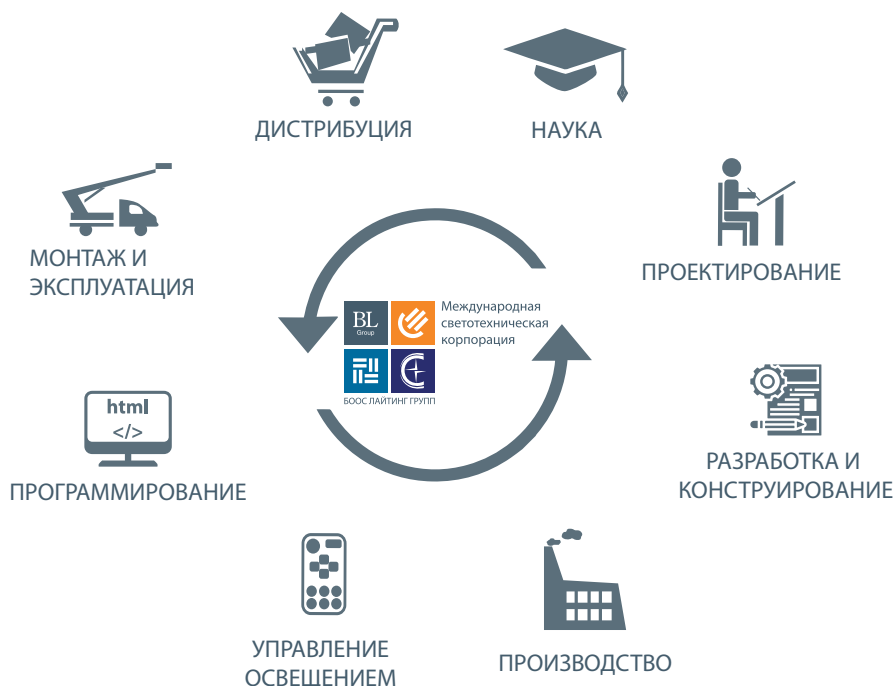 ДИСТРИБУЦИЯ
НАУКА
МОНТАЖ И
ЭКСПЛУАТАЦИЯ
ПРОЕКТИРОВАНИЕ
BL
Group
Международная
светотехническая
корпорация
БООС ЛАЙТИНГ ГРУПП
html
</>
ПРОГРАММИРОВАНИЕ
РАЗРАБОТКА И
КОНСТРУИРОВАНИЕ
УПРАВЛЕНИЕ
ОСВЕЩЕНИЕМ
ПРОИЗВОДСТВО